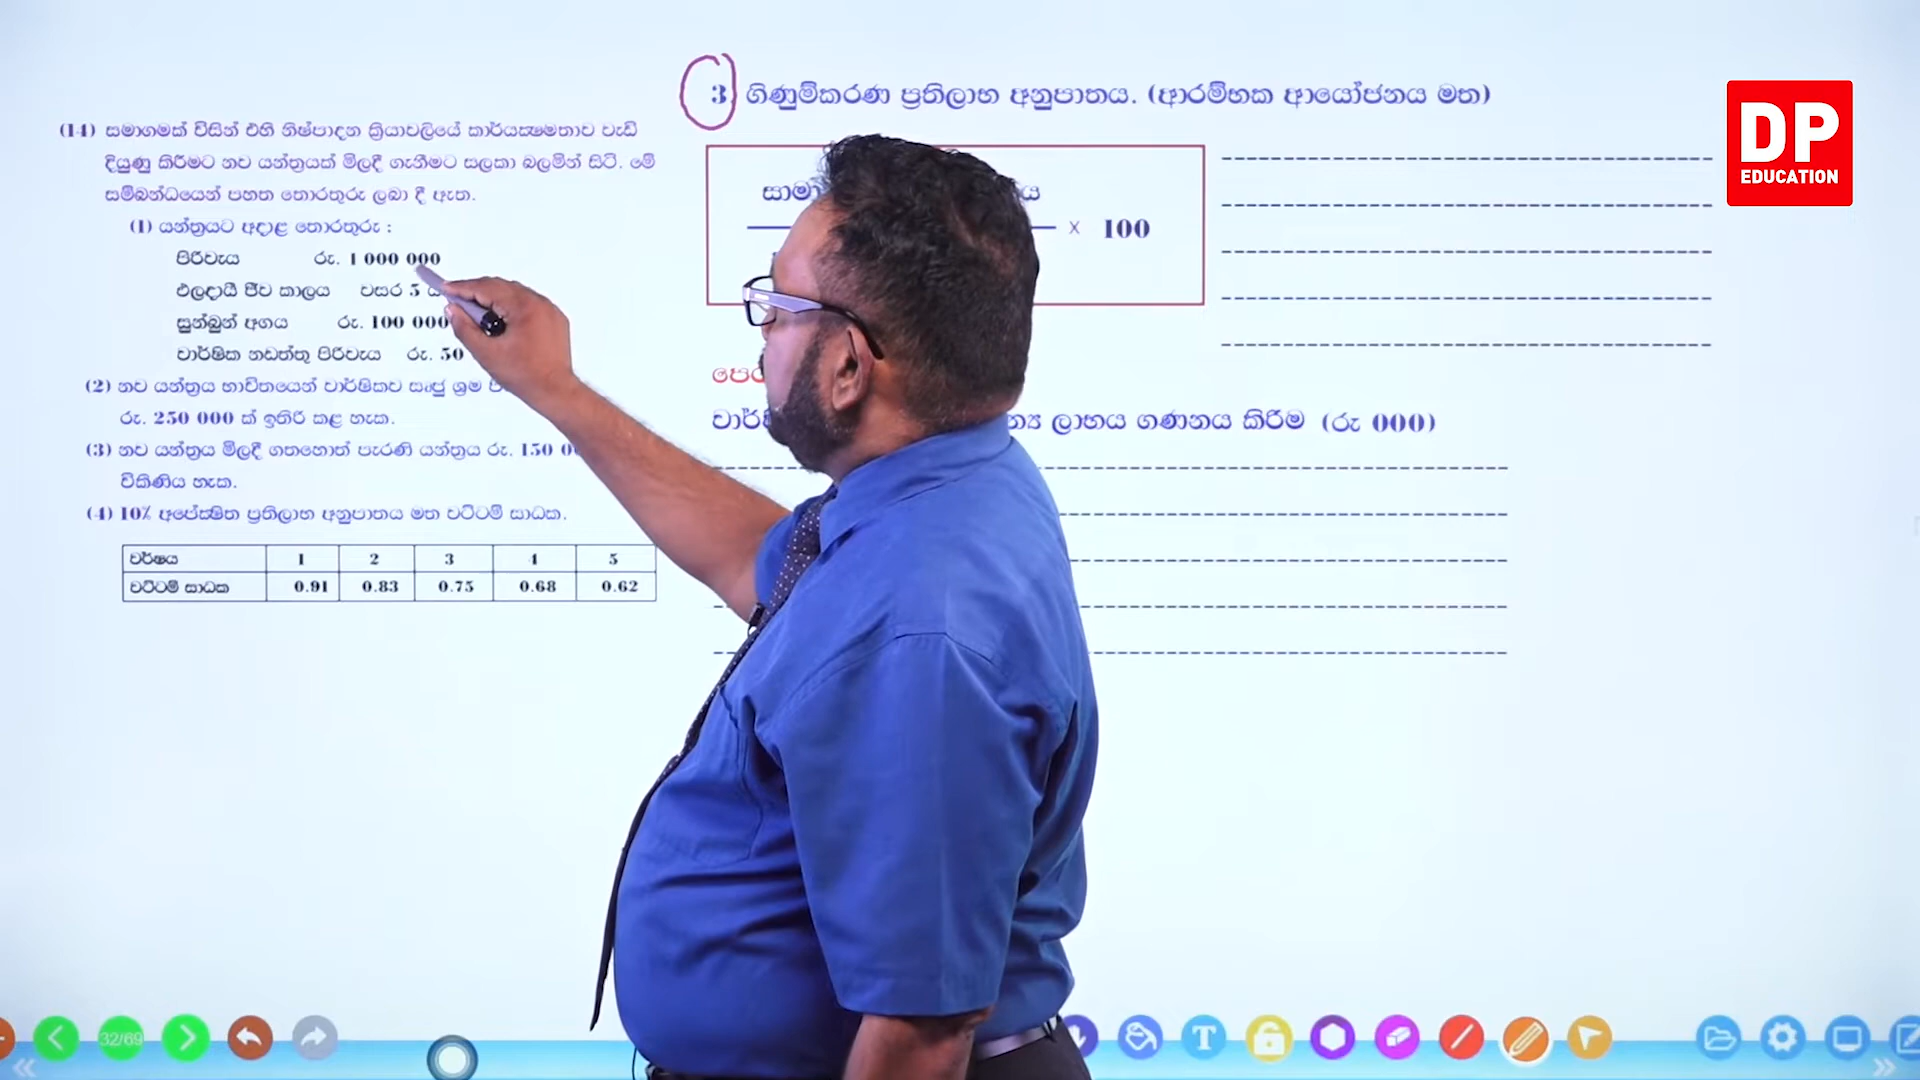 (14) සමාගමක් විසින් එහි නිෂ්පාදන ක්‍රියාවලියේ කාර්යක්‍ෂමතාව වැඩි
දියුණු කිරීමට නව යන්ත්‍රයක් මිලදී ගැනීමට සලකා බලමින් සිටී. මේ
සම්බන්ධයෙන් පහත තොරතුරු ලබා දී ඇත.
(1) යන්ත්‍රයට අදාළ තොරතුරු :
පිරිවැය රු. 1 000 000
ඵලදායී ජීව කාලය වසර 5
සුන්බුන් අගය රු. 100 000
වාර්ෂික නඩත්තු පිරිවැය රු. 50
(2) නව යන්ත්‍රය භාවිතයෙන් වාර්ෂිකව සෘජු ශ්‍රම
රු. 250 000 ක් ඉතිරි කළ හැක.
(3) නව යන්ත්‍රය මිලදී ගතහොත් පැරණි යන්ත්‍රය රු. 150
විකිණිය හැක.
(4) 10% අපේක්‍ෂිත ප්‍රතිලාභ අනුපාතය මත වට්ටම් සාධක.
වර්ෂය 1 2 3 4 5
වට්ටම් සාධක 0.91 0.83 0.75 0.68 0.62
3 ගිණුම්කරණ ප්‍රතිලාභ අනුපාතය. (ආරම්භක ආයෝජනය මත)
× 100
ලාභය ගණනය කිරීම (රු 000)
DP
EDUCATION
32/69
T